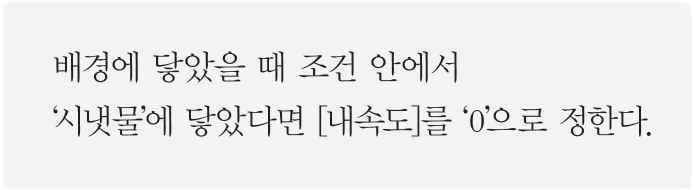 배경에 닿았을 때 조건 안에서
‘시냇물’에 닿았다면 [내속도]를 ‘0’으로 정한다.